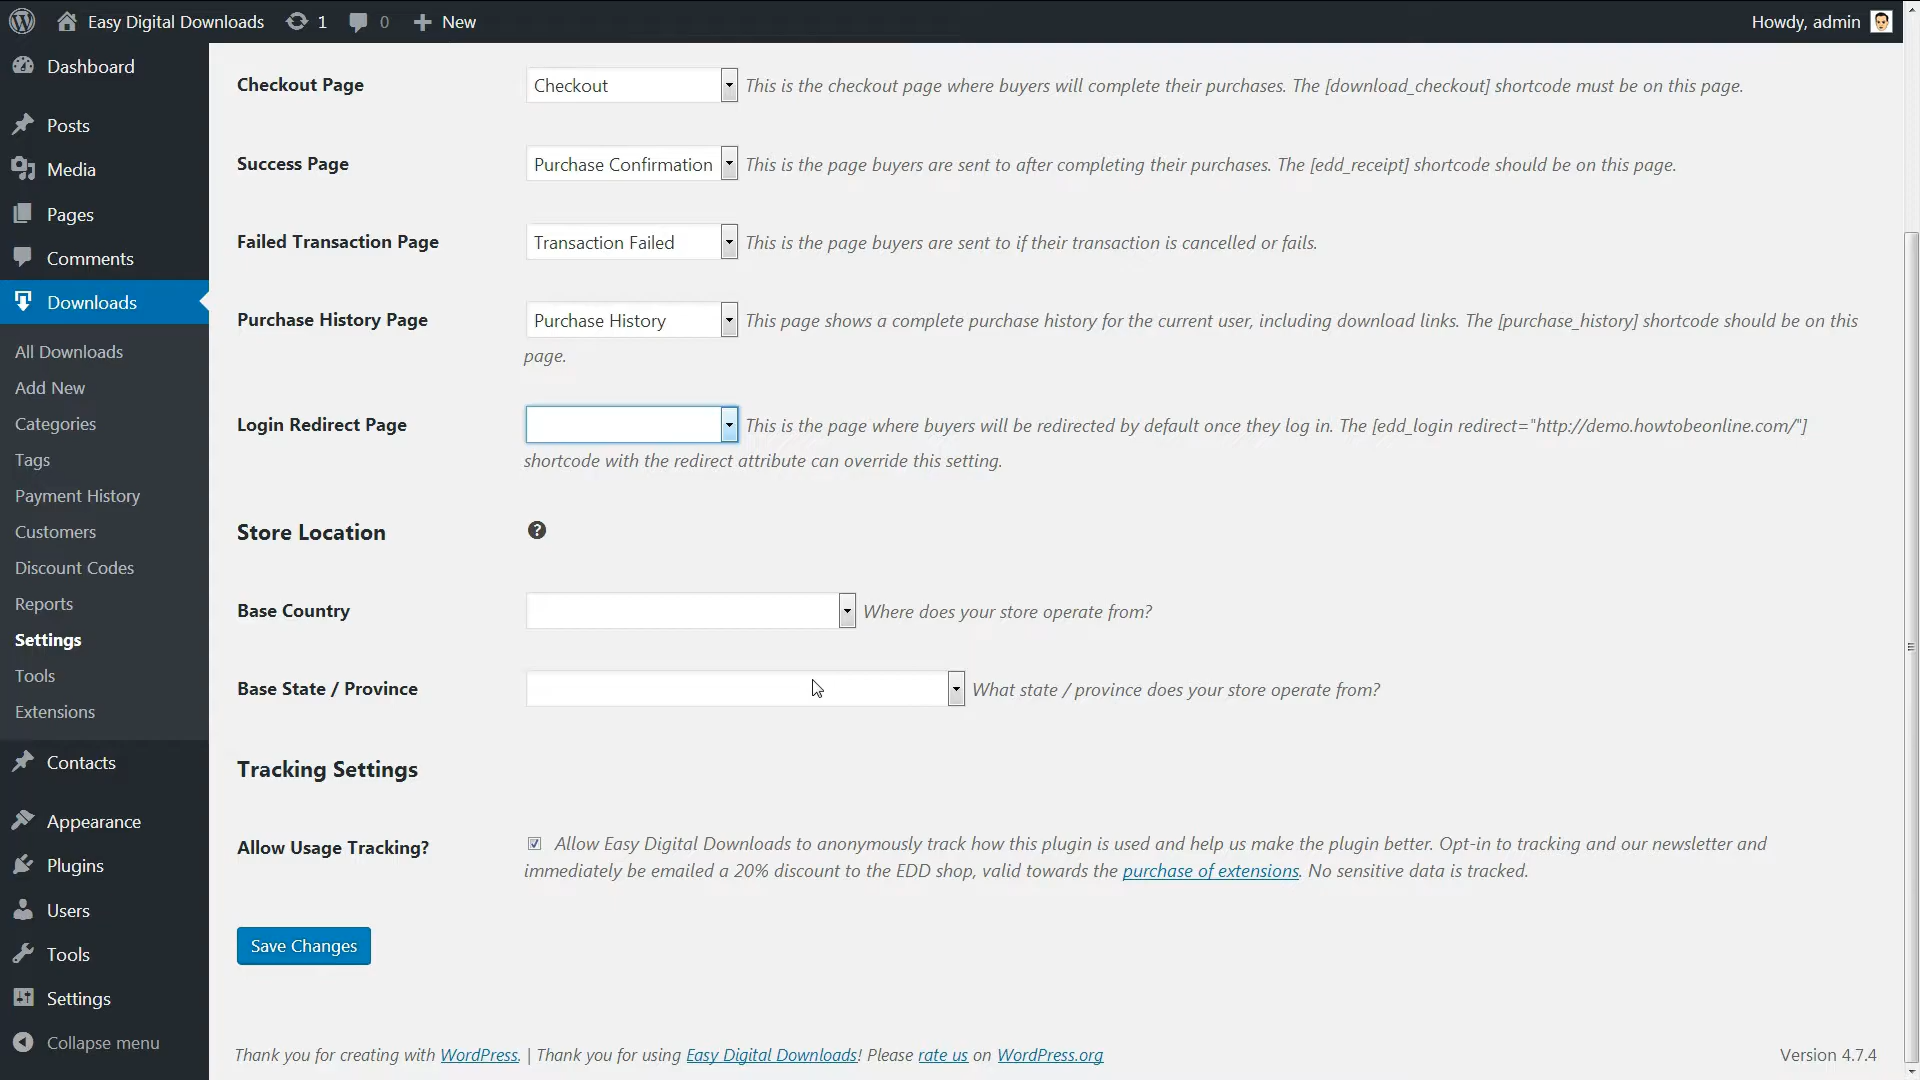 Easy Digital Downloads 1 0 New Howdy, admin
Dashboard
Posts
Media
Pages
Comments
Downloads
All Downloads
Add New
Categories
Tags
Payment History
Customers
Discount Codes
Reports
Settings
Tools
Extensions
Contacts
Appearance
Plugins
Users
Tools
Settings
Collapse menu
Checkout Page Checkout This is the checkout page where buyers will complete their purchases. The [download_checkout] shortcode must be on this page.
Success Page Purchase Confirmation This is the page buyers are sent to after completing their purchases. The [edd_receipt] shortcode should be on this page.
Failed Transaction Page Transaction Failed This is the page buyers are sent to if their transaction is cancelled or fails.
Purchase History Page Purchase History This page shows a complete purchase history for the current user, including download links. The [purchase_history] shortcode should be on this
page.
Login Redirect Page This is the page where buyers will be redirected by default once they log in. The [edd_login redirect="http://demo.howtobeonline.com/"]
shortcode with the redirect attribute can override this setting.
Store Location ?
Base Country Where does your store operate from?
Base State / Province What state / province does your store operate from?
Tracking Settings
Allow Usage Tracking? Allow Easy Digital Downloads to anonymously track how this plugin is used and help us make the plugin better. Opt-in to tracking and our newsletter and
immediately be emailed a 20% discount to the EDD shop, valid towards the purchase of extensions. No sensitive data is tracked.
Save Changes
Thank you for creating with WordPress. | Thank you for using Easy Digital Downloads! Please rate us on WordPress.org Version 4.7.4